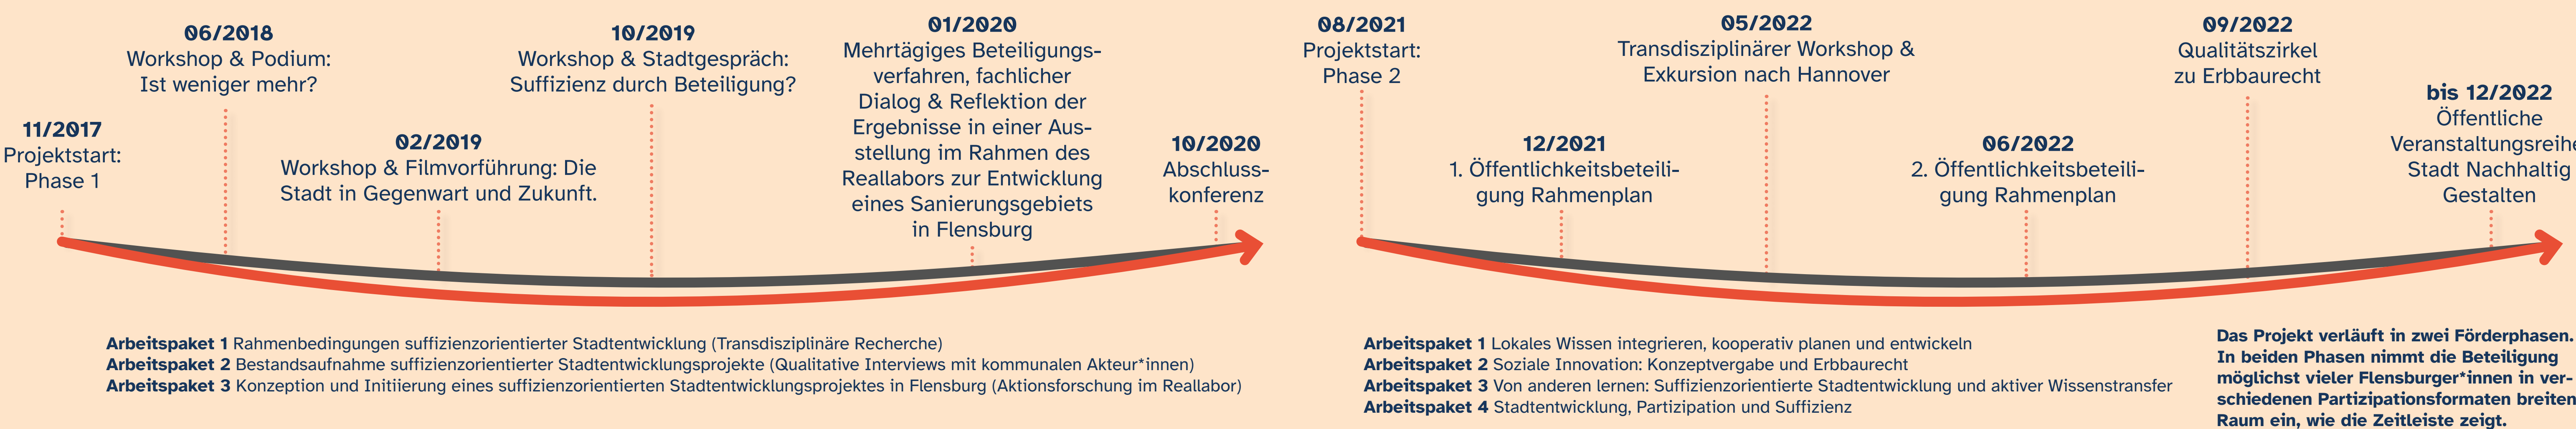 11/2017
Projektstart:
Phase 1
06/2018
Workshop & Podium:
Ist weniger mehr?
02/2019
Workshop & Filmvorführung: Die
Stadt in Gegenwart und Zukunft.
10/2019
Workshop & Stadtgespräch:
Suffizienz durch Beteiligung?
01/2020
Mehrtägiges Beteiligungs-
verfahren, fachlicher
Dialog & Reflektion der
Ergebnisse in einer Aus-
stellung im Rahmen des
Reallabors zur Entwicklung
eines Sanierungsgebiets
in Flensburg
10/2020
Abschluss-
konferenz
08/2021
Projektstart:
Phase 2
12/2021
1. Öffentlichkeitsbeteili-
gung Rahmenplan
05/2022
Transdisziplinärer Workshop &
Exkursion nach Hannover
06/2022
2. Öffentlichkeitsbeteili-
gung Rahmenplan
09/2022
Qualitätszirkel
zu Erbbaurecht
bis 12/2022
Öffentliche
Veranstaltungsreihe
Stadt Nachhaltig
Gestalten
Arbeitspaket 1 Rahmenbedingungen suffizienzorientierter Stadtentwicklung (Transdisziplinäre Recherche)
Arbeitspaket 2 Bestandsaufnahme suffizienzorientierter Stadtentwicklungsprojekte (Qualitative Interviews mit kommunalen Akteur*innen)
Arbeitspaket 3 Konzeption und Initiierung eines suffizienzorientierten Stadtentwicklungsprojektes in Flensburg (Aktionsforschung im Reallabor)
Arbeitspaket 1 Lokales Wissen integrieren, kooperativ planen und entwickeln
Arbeitspaket 2 Soziale Innovation: Konzeptvergabe und Erbbaurecht
Arbeitspaket 3 Von anderen lernen: Suffizienzorientierte Stadtentwicklung und aktiver Wissenstransfer
Arbeitspaket 4 Stadtentwicklung, Partizipation und Suffizienz
Das Projekt verläuft in zwei Förderphasen.
In beiden Phasen nimmt die Beteiligung
möglichst vieler Flensburger*innen in ver-
schiedenen Partizipationsformaten breiten
Raum ein, wie die Zeitleiste zeigt.